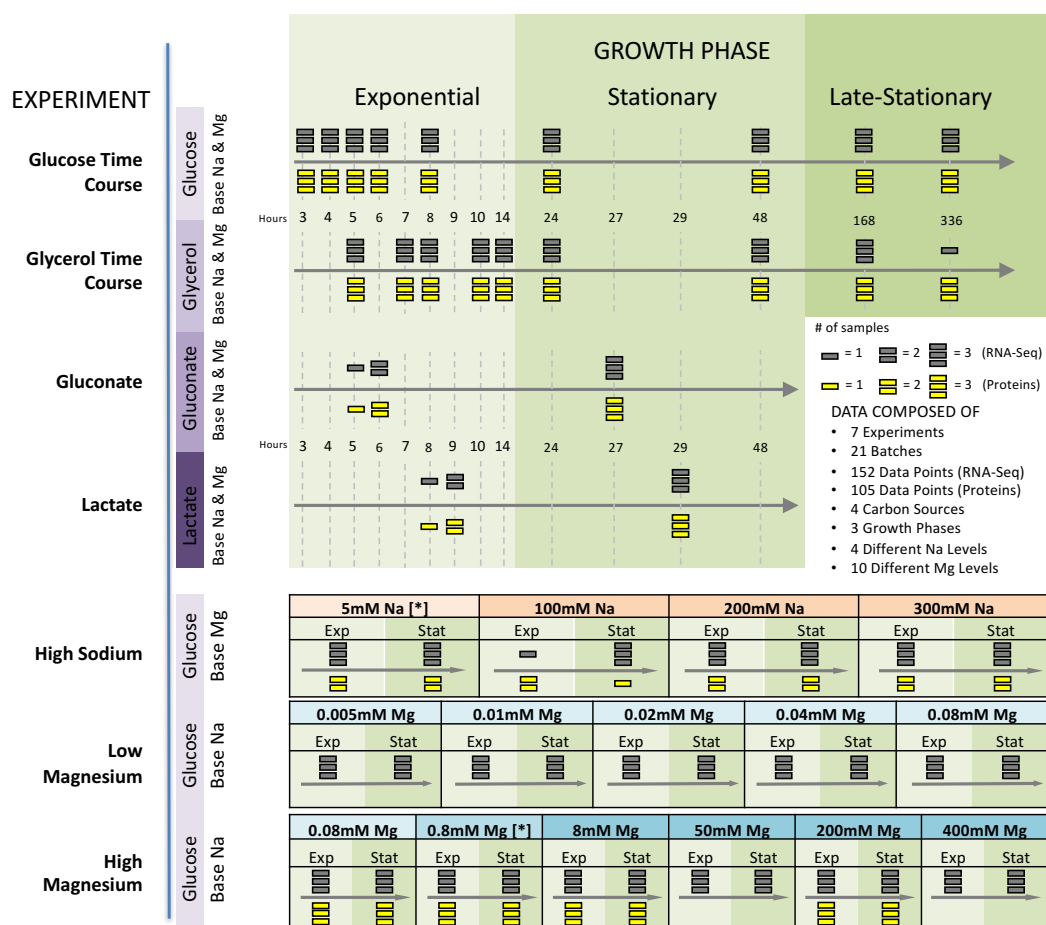 GROWTH PHASE
EXPERIMENT
Exponential
Stationary
Late-Stationary
Glucose Time
Course
Glucose
Base Na & Mg
Hours 3 4 5 6 7 8 9 10 14 24 27 29 48 168 336
Glycerol Time
Course
Glycerol
Base Na & Mg
# of samples
= 1 = 2 = 3 (RNA-Seq)
= 1 = 2 = 3 (Proteins)
Gluconate
Gluconate
Base Na & Mg
DATA COMPOSED OF
• 7 Experiments
• 21 Batches
• 152 Data Points (RNA-Seq)
• 105 Data Points (Proteins)
• 4 Carbon Sources
• 3 Growth Phases
• 4 Different Na Levels
• 10 Different Mg Levels
Hours 3 4 5 6 7 8 9 10 14 24 27 29 48
Lactate
Lactate
Base Na & Mg
High Sodium
Glucose
Base Mg
5mM Na [*] 100mM Na 200mM Na 300mM Na
Exp Stat Exp Stat Exp Stat Exp Stat
Low
Magnesium
Glucose
Base Na
0.005mM Mg 0.01mM Mg 0.02mM Mg 0.04mM Mg 0.08mM Mg
Exp Stat Exp Stat Exp Stat Exp Stat Exp Stat
High
Magnesium
Glucose
Base Na
0.08mM Mg 0.8mM Mg [*] 8mM Mg 50mM Mg 200mM Mg 400mM Mg
Exp Stat Exp Stat Exp Stat Exp Stat Exp Stat Exp Stat